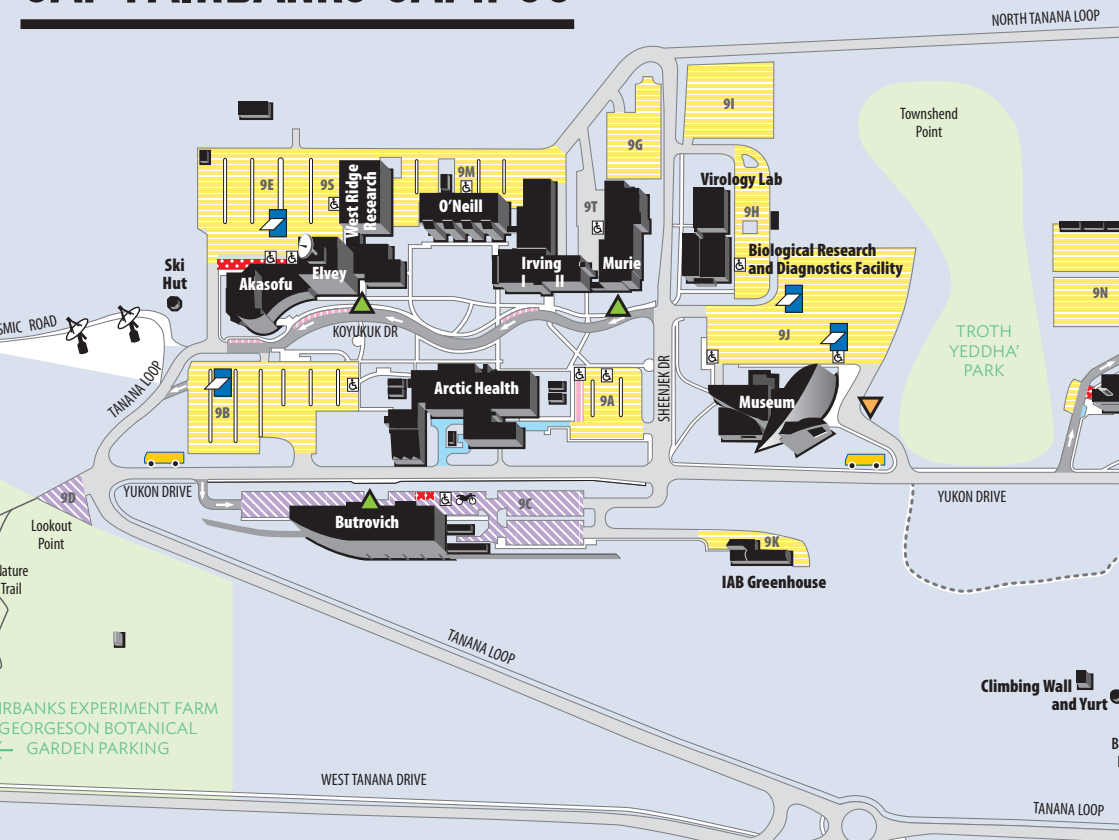 NORTH TANANA LOOP
9I
Townshend
Point
9G
9M
West Ridge
Research
9E
9S
Virology Lab
O'Neill
9T
9H
Biological Research
and Diagnostics Facility
Ski
Hut
Elvey
Irving
I II
Murie
Akasofu
9N
ROAD
KOYUKUK DR
9J
TROTH
YEDDHA'
PARK
TANANA LOOP
SHEENJEK DR
Arctic Health
9A
Museum
9B
YUKON DRIVE
9D
9C
YUKON DRIVE
Lookout
Point
Butrovich
9K
IAB Greenhouse
Trail
TANANA LOOP
Climbing Wall
and Yurt
GEORGESON BOTANICAL
GARDEN PARKING
EXPERIMENT FARM
WEST TANANA DRIVE
TANANA LOOP